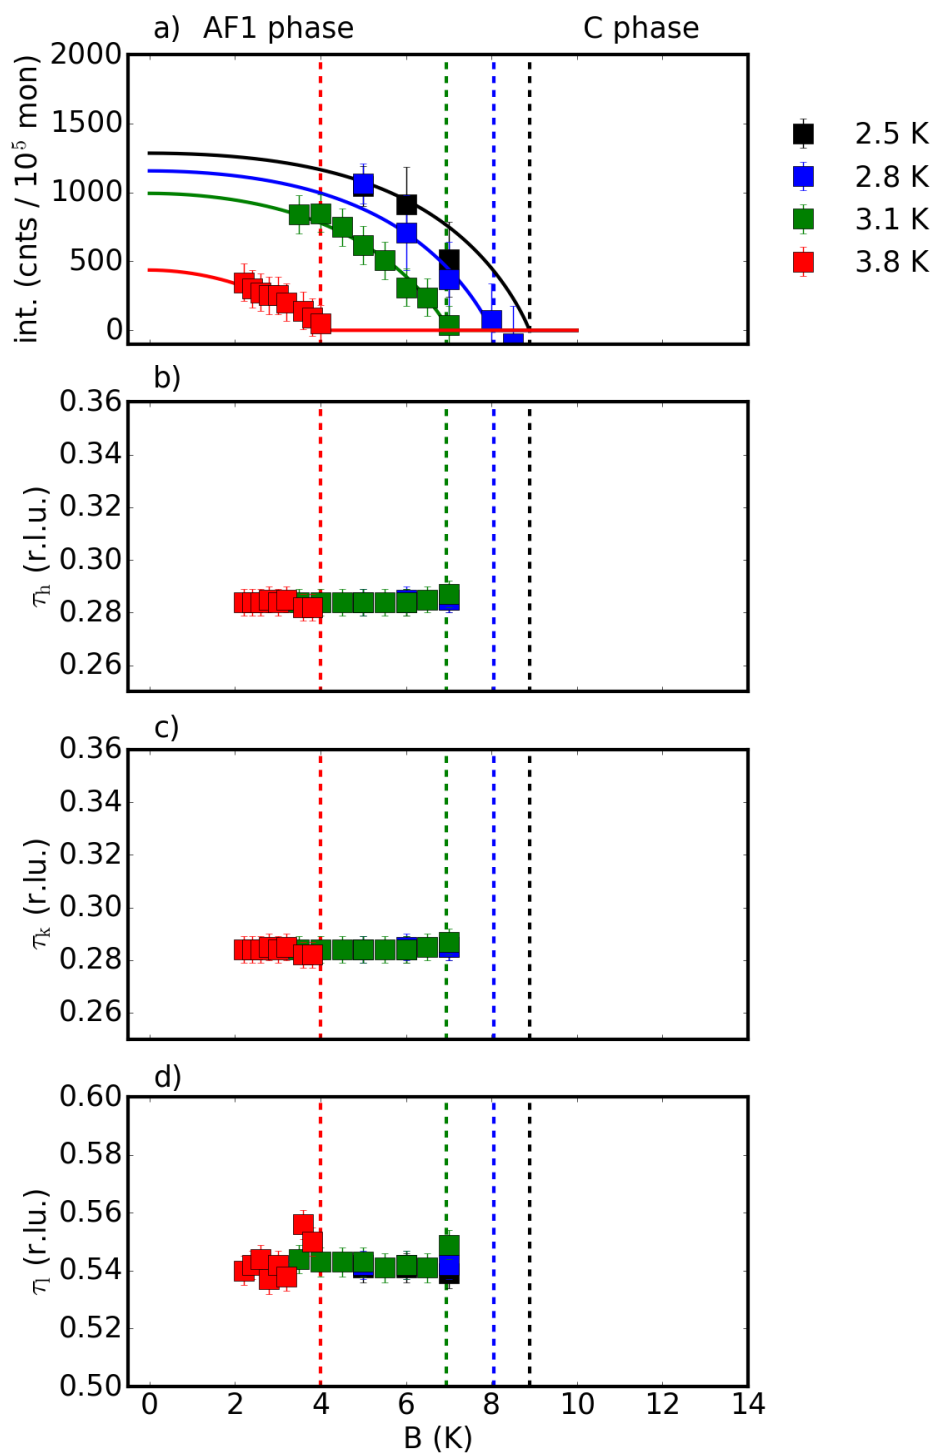 a) AF1 phase C phase
2000
1500
1000
500
0
int. (cnts / 10⁵ mon)
2.5 K
2.8 K
3.1 K
3.8 K
b)
0.36
0.34
0.32
0.30
0.28
0.26
τh (r.l.u.)
c)
0.36
0.34
0.32
0.30
0.28
0.26
τk (r.lu.)
d)
0.60
0.58
0.56
0.54
0.52
0.50
τl (r.lu.)
0 2 4 6 8 10 12 14
B (K)